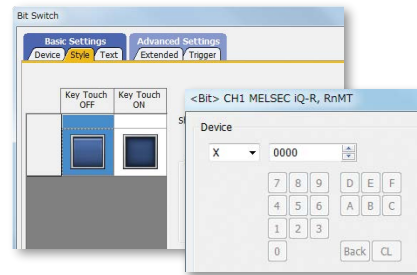 Bit Switch
Basic Settings Advanced Settings
Device Style Text Extended Trigger
Key Touch OFF
Key Touch ON
<Bit> CH1 MELSEC iQ-R, RnMT
Device
X 0000
7 8 9 D E F
4 5 6 A B C
1 2 3
0 Back CL